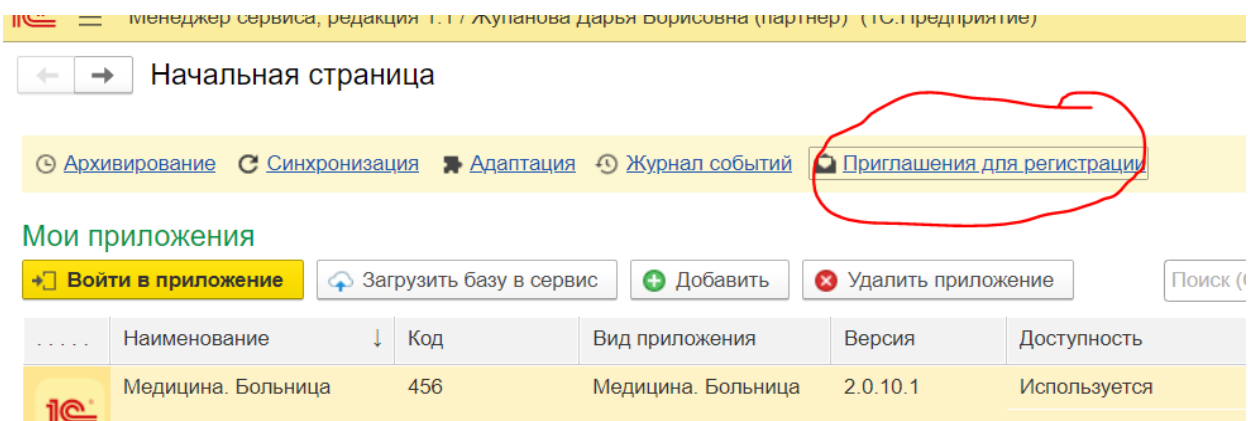 Менеджер сервиса, редакция 1.1 / Жупанова Дарья Борисовна (партнер) (1С:Предприятие)
Начальная страница
Архивирование Синхронизация Адаптация Журнал событий Приглашения для регистрации
Мои приложения
Войти в приложение Загрузить базу в сервис Добавить Удалить приложение Поиск (
..... Наименование ↓ Код Вид приложения Версия Доступность
1С Медицина. Больница 456 Медицина. Больница 2.0.10.1 Используется